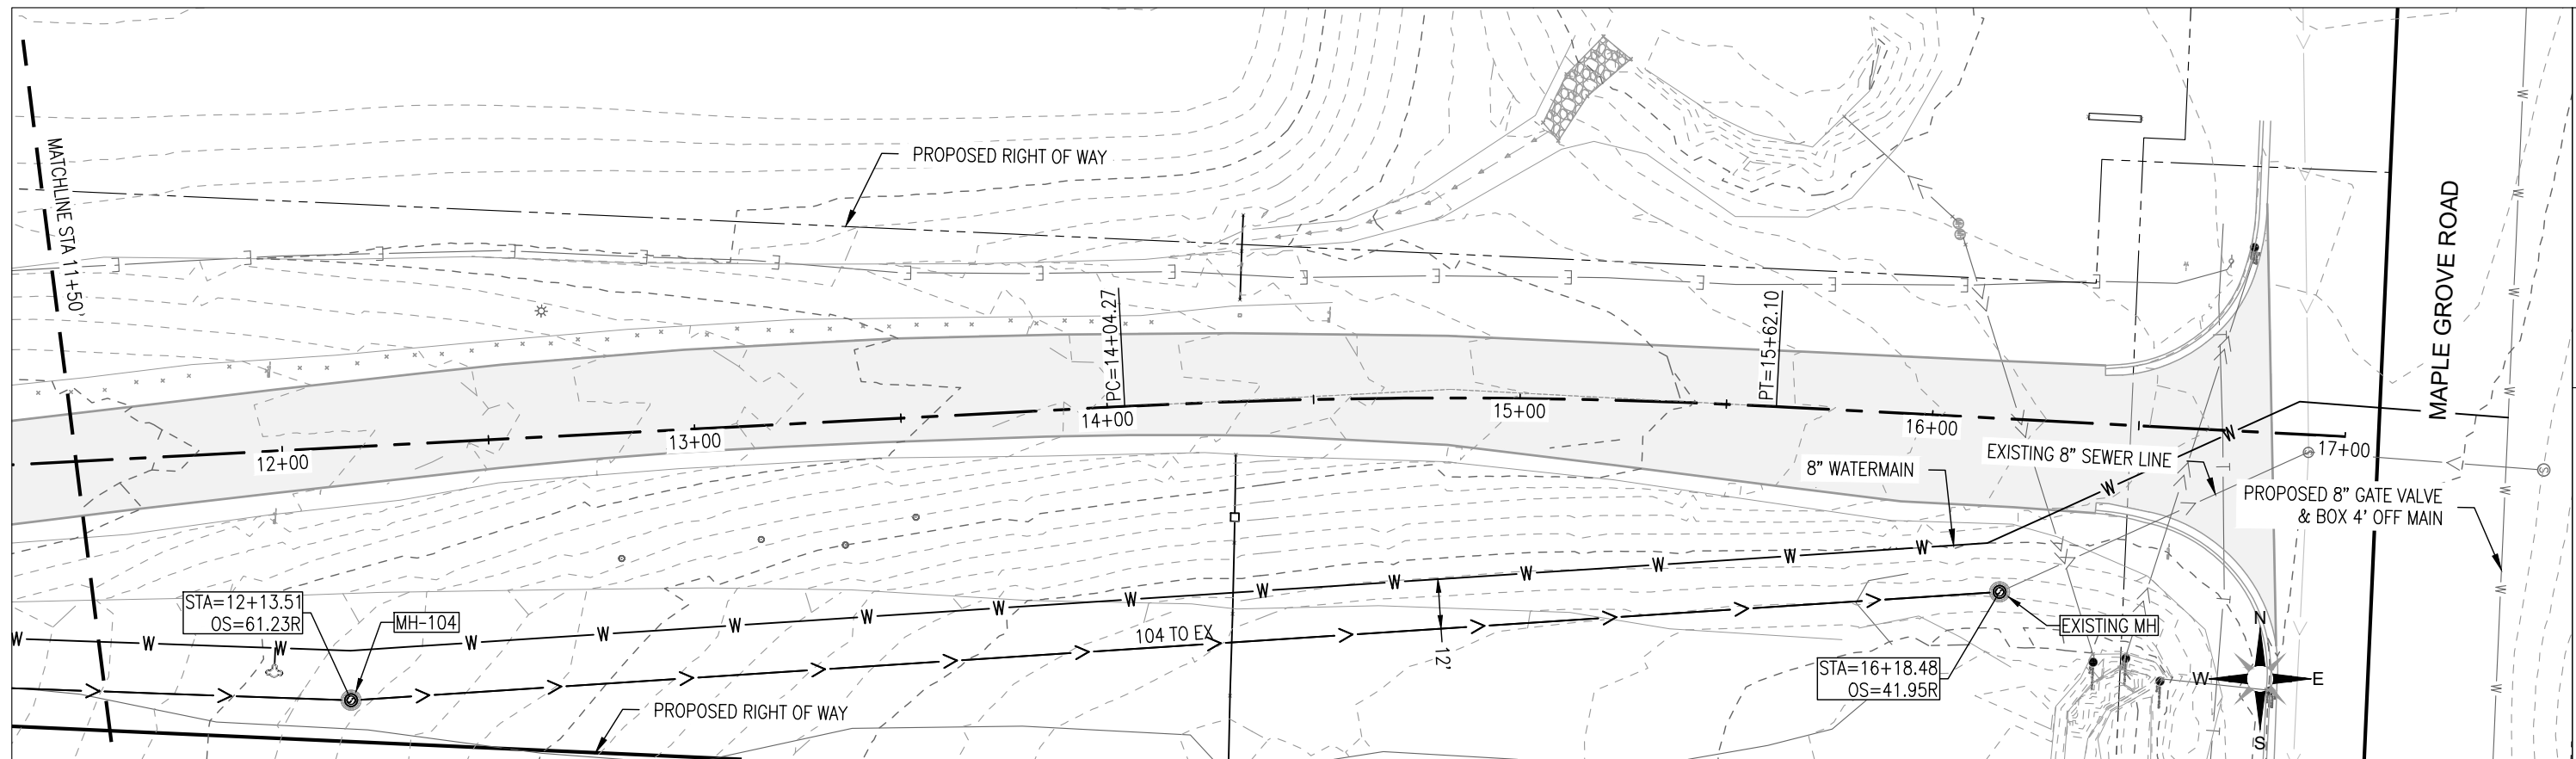 MATCHLINE STA 11+50'
PROPOSED RIGHT OF WAY
PC=14+04.27
PT=15+62.10
MAPLE GROVE ROAD
12+00
13+00
14+00
15+00
16+00
17+00
EXISTING 8" SEWER LINE
8" WATERMAIN
PROPOSED 8" GATE VALVE
& BOX 4' OFF MAIN
STA=12+13.51
OS=61.23R
MH-104
104 TO EX
12'
EXISTING MH
STA=16+18.48
OS=41.95R
PROPOSED RIGHT OF WAY
N
W
E
S
W W W W W W W W W W W W W W W W W
W W W W W W W